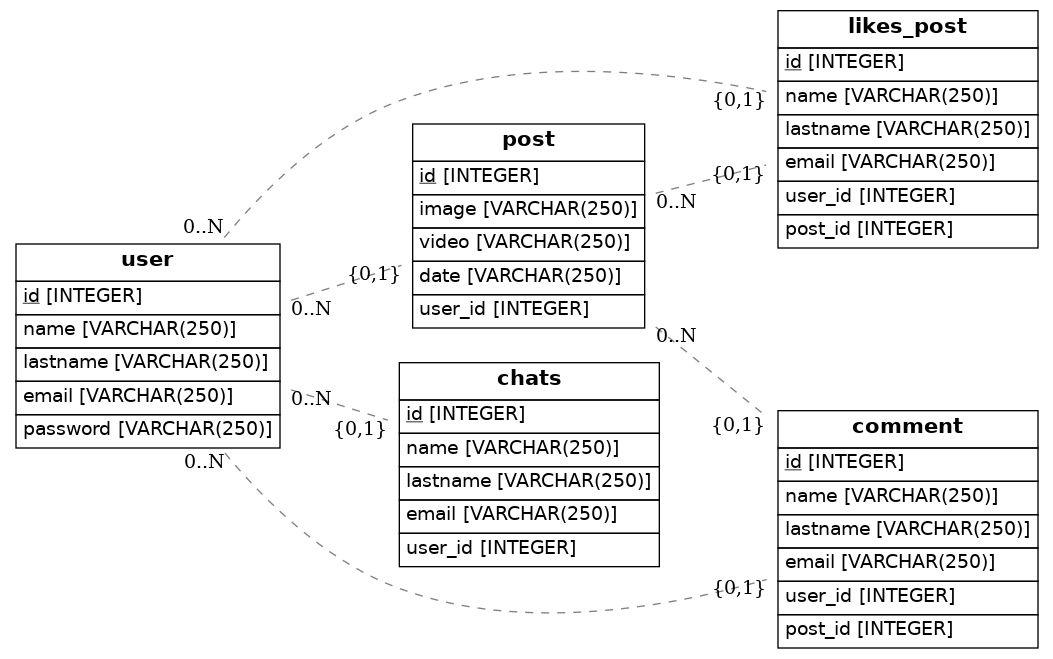 likes_post
id [INTEGER]
name [VARCHAR(250)]
lastname [VARCHAR(250)]
email [VARCHAR(250)]
user_id [INTEGER]
post_id [INTEGER]
{0,1}
{0,1}
post
id [INTEGER]
image [VARCHAR(250)]
video [VARCHAR(250)]
date [VARCHAR(250)]
user_id [INTEGER]
0..N
0..N
0..N
user
id [INTEGER]
name [VARCHAR(250)]
lastname [VARCHAR(250)]
email [VARCHAR(250)]
password [VARCHAR(250)]
0..N
{0,1}
0..N
{0,1}
0..N
chats
id [INTEGER]
name [VARCHAR(250)]
lastname [VARCHAR(250)]
email [VARCHAR(250)]
user_id [INTEGER]
{0,1}
{0,1}
comment
id [INTEGER]
name [VARCHAR(250)]
lastname [VARCHAR(250)]
email [VARCHAR(250)]
user_id [INTEGER]
post_id [INTEGER]